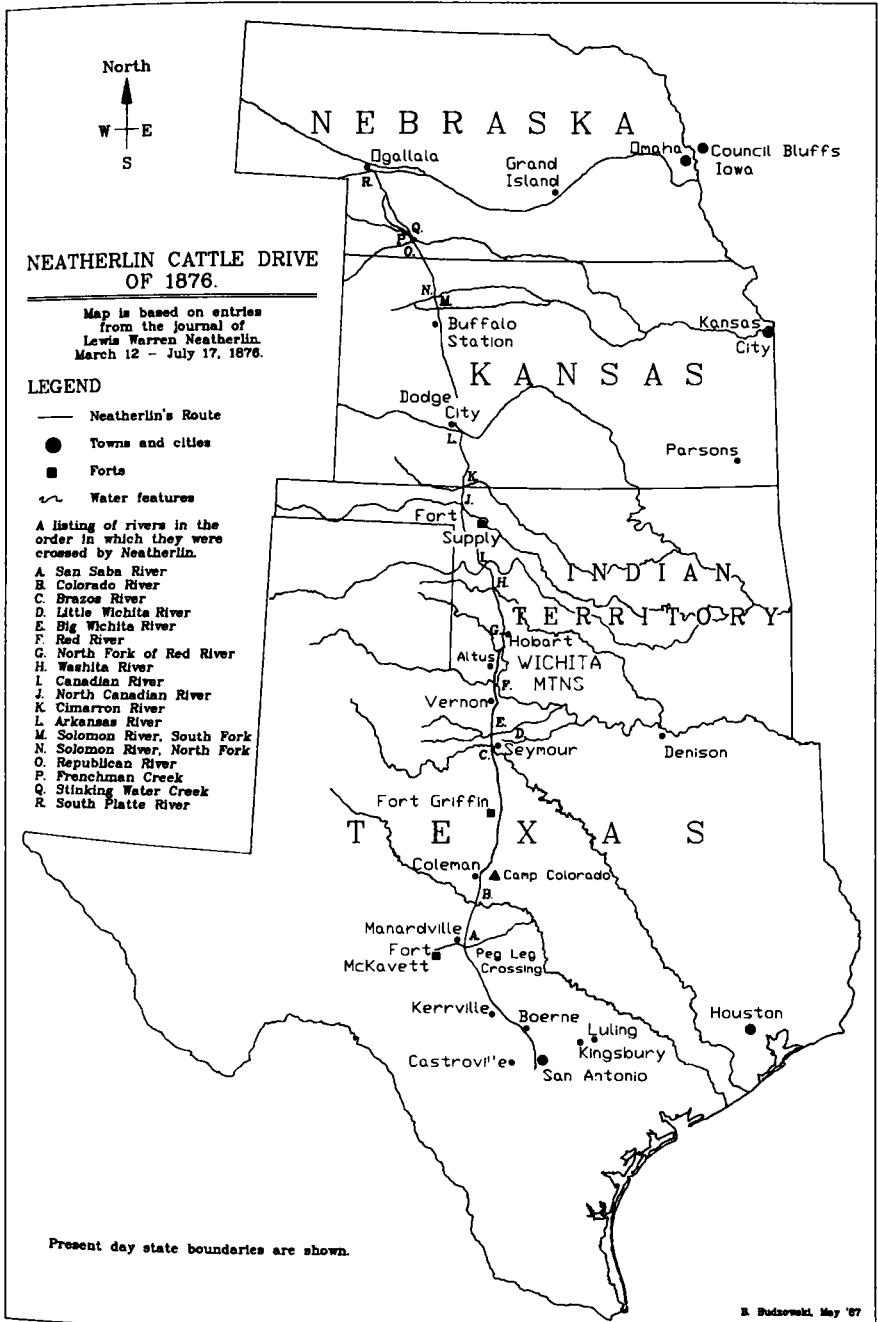 North
W E
S
NEBRASKA
Ogallala
Omaha
Council Bluffs
Iowa
Grand
Island
R.
Q.
P.
O.
NEATHERLIN CATTLE DRIVE
OF 1876.
Map is based on entries
from the journal of
Lewis Warren Neatherlin.
March 12 - July 17, 1876.
N.
M.
Buffalo
Station
Kansas
City
KANSAS
LEGEND
Neatherlin's Route
Towns and cities
Forts
Water features
Dodge
City
L.
Parsons
K.
J.
Fort
Supply
A listing of rivers in the
order in which they were
crossed by Neatherlin.
A. San Saba River
B. Colorado River
C. Brazos River
D. Little Wichita River
E. Big Wichita River
F. Red River
G. North Fork of Red River
H. Washita River
I. Canadian River
J. North Canadian River
K. Cimarron River
L. Arkansas River
M. Solomon River, South Fork
N. Solomon River, North Fork
O. Republican River
P. Frenchman Creek
Q. Stinking Water Creek
R. South Platte River
I.
H.
INDIAN
TERRITORY
G.
Hobart
Altus
WICHITA
MTNS
F.
Vernon
E.
D.
C.
Seymour
Denison
Fort Griffin
TEXAS
Coleman
Camp Colorado
B.
Manardville
A.
Fort
McKavett
Peg Leg
Crossing
Kerrville
Boerne
Luling
Kingsbury
Houston
Castroville
San Antonio
Present day state boundaries are shown.
B. Budzowski, May '87